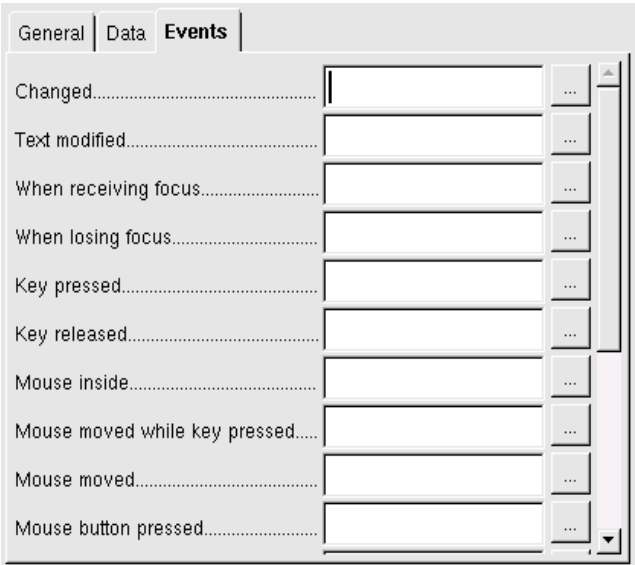 General Data Events
Changed............................................. ...
Text modified...................................... ...
When receiving focus....................... ...
When losing focus............................. ...
Key pressed....................................... ...
Key released...................................... ...
Mouse inside..................................... ...
Mouse moved while key pressed..... ...
Mouse moved..................................... ...
Mouse button pressed....................... ...